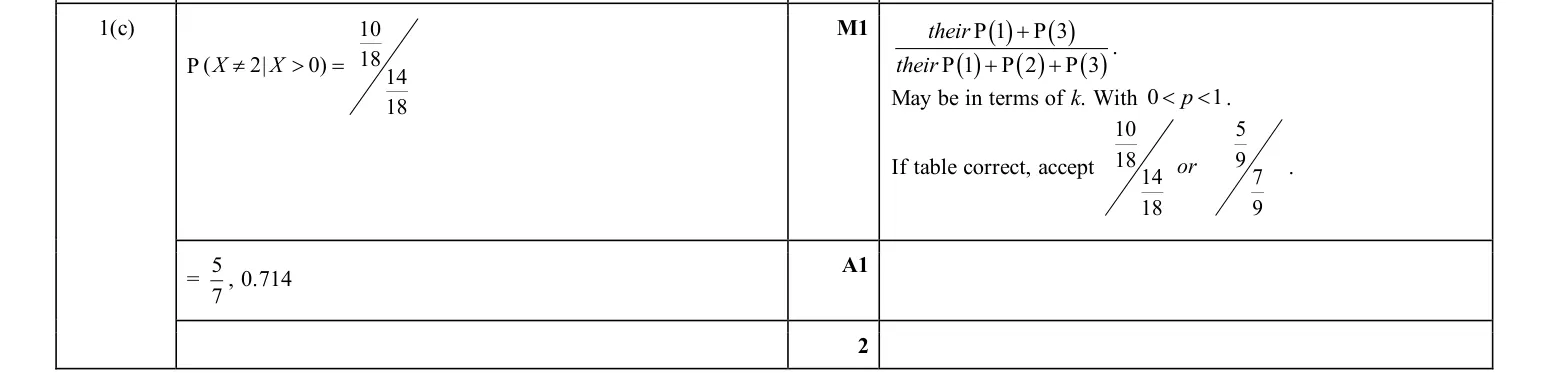 1(c)
P(X ≠ 2 | X > 0) = 10/18 / 14/18
M1
their P(1) + P(3) / their P(1) + P(2) + P(3) .
May be in terms of k. With 0 < p < 1 .
If table correct, accept 10/18 / 14/18 or 5/9 / 7/9 .
= 5/7 , 0.714
A1
2